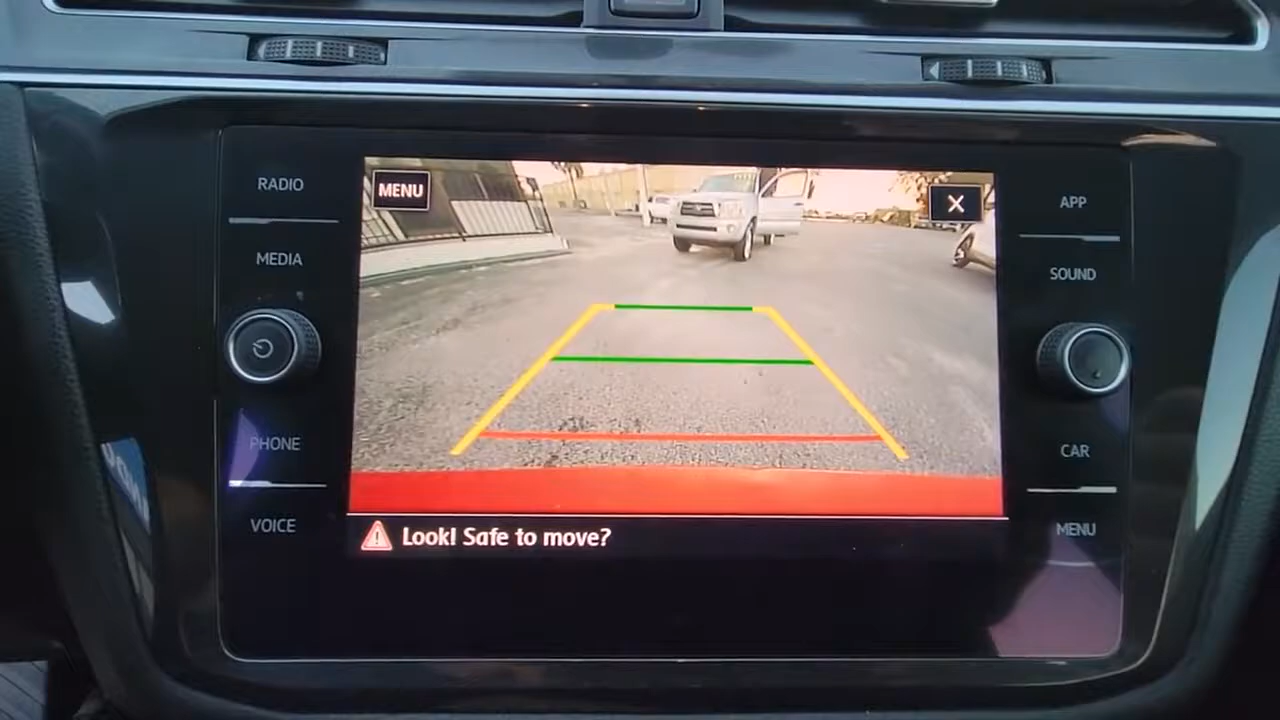 RADIO
MEDIA
PHONE
VOICE
MENU
X
Look! Safe to move?
APP
SOUND
CAR
MENU